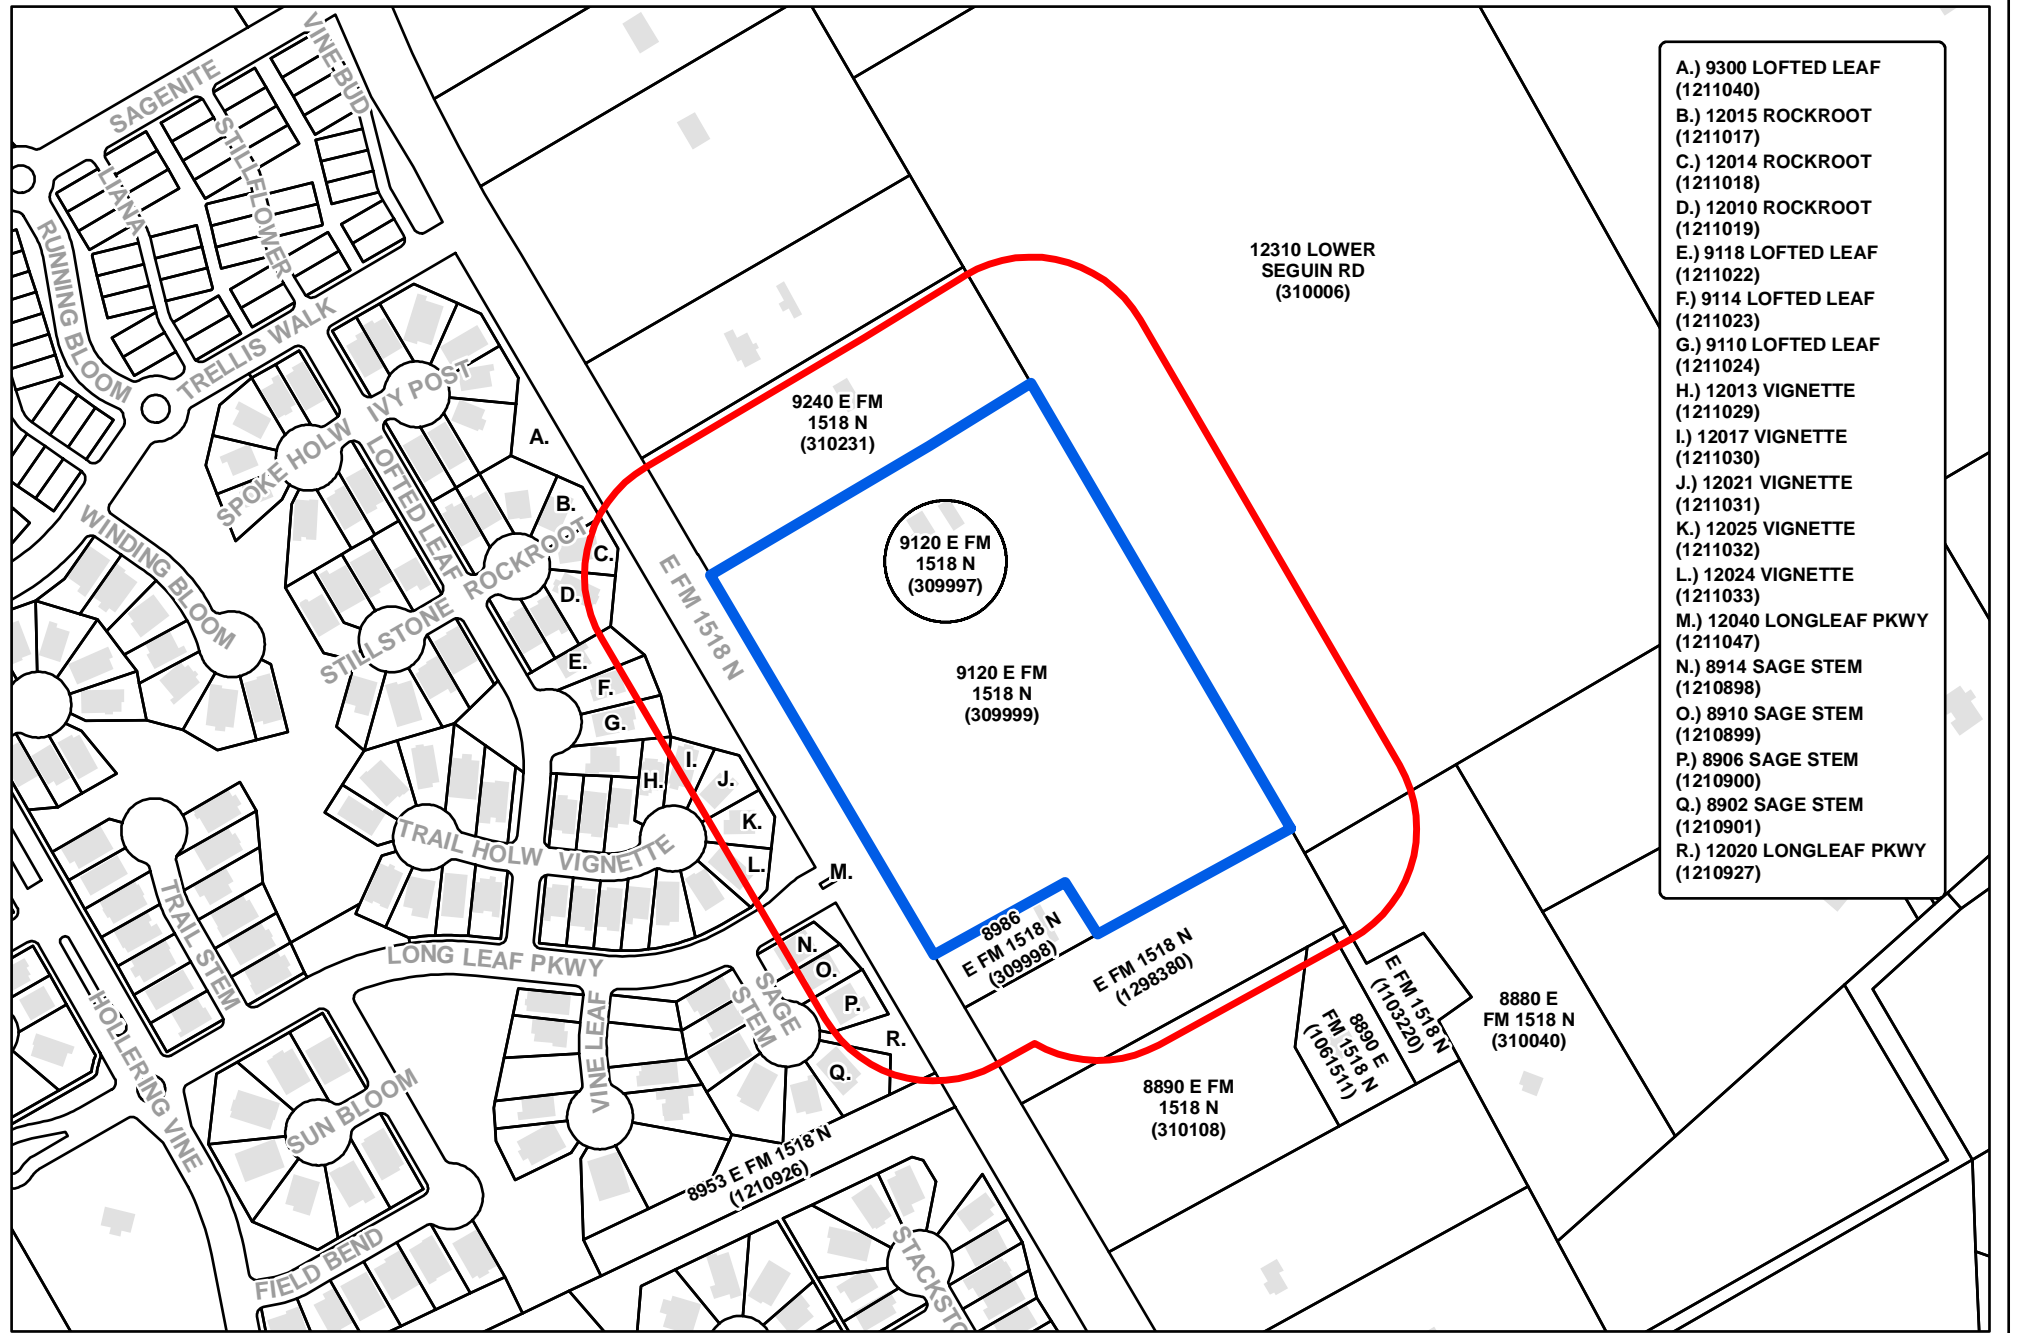 SAGENITE
VINE BUD
STILLFLOWER
LIANA
RUNNING BLOOM
TRELLIS WALK
IVY POST
SPOKE HOLW
LOFTED LEAF
WINDING BLOOM
STILLSTONE
ROCKROOT
E FM 1518 N
TRAIL HOLW
VIGNETTE
TRAIL STEM
LONG LEAF PKWY
HOLLERING VINE
VINE LEAF
SAGE
STEM
SUN BLOOM
FIELD BEND
STACKSTO
A.
B.
C.
D.
E.
F.
G.
H.
I.
J.
K.
L.
M.
N.
O.
P.
Q.
R.
12310 LOWER
SEGUIN RD
(310006)
9240 E FM
1518 N
(310231)
9120 E FM
1518 N
(309997)
9120 E FM
1518 N
(309999)
8986
E FM 1518 N
(309998)
E FM 1518 N
(1298380)
E FM 1518 N
(1103220)
8890 E
FM 1518 N
(1061511)
8880 E
FM 1518 N
(310040)
8890 E FM
1518 N
(310108)
8953 E FM 1518 N
(1210926)
A.) 9300 LOFTED LEAF
(1211040)
B.) 12015 ROCKROOT
(1211017)
C.) 12014 ROCKROOT
(1211018)
D.) 12010 ROCKROOT
(1211019)
E.) 9118 LOFTED LEAF
(1211022)
F.) 9114 LOFTED LEAF
(1211023)
G.) 9110 LOFTED LEAF
(1211024)
H.) 12013 VIGNETTE
(1211029)
I.) 12017 VIGNETTE
(1211030)
J.) 12021 VIGNETTE
(1211031)
K.) 12025 VIGNETTE
(1211032)
L.) 12024 VIGNETTE
(1211033)
M.) 12040 LONGLEAF PKWY
(1211047)
N.) 8914 SAGE STEM
(1210898)
O.) 8910 SAGE STEM
(1210899)
P.) 8906 SAGE STEM
(1210900)
Q.) 8902 SAGE STEM
(1210901)
R.) 12020 LONGLEAF PKWY
(1210927)